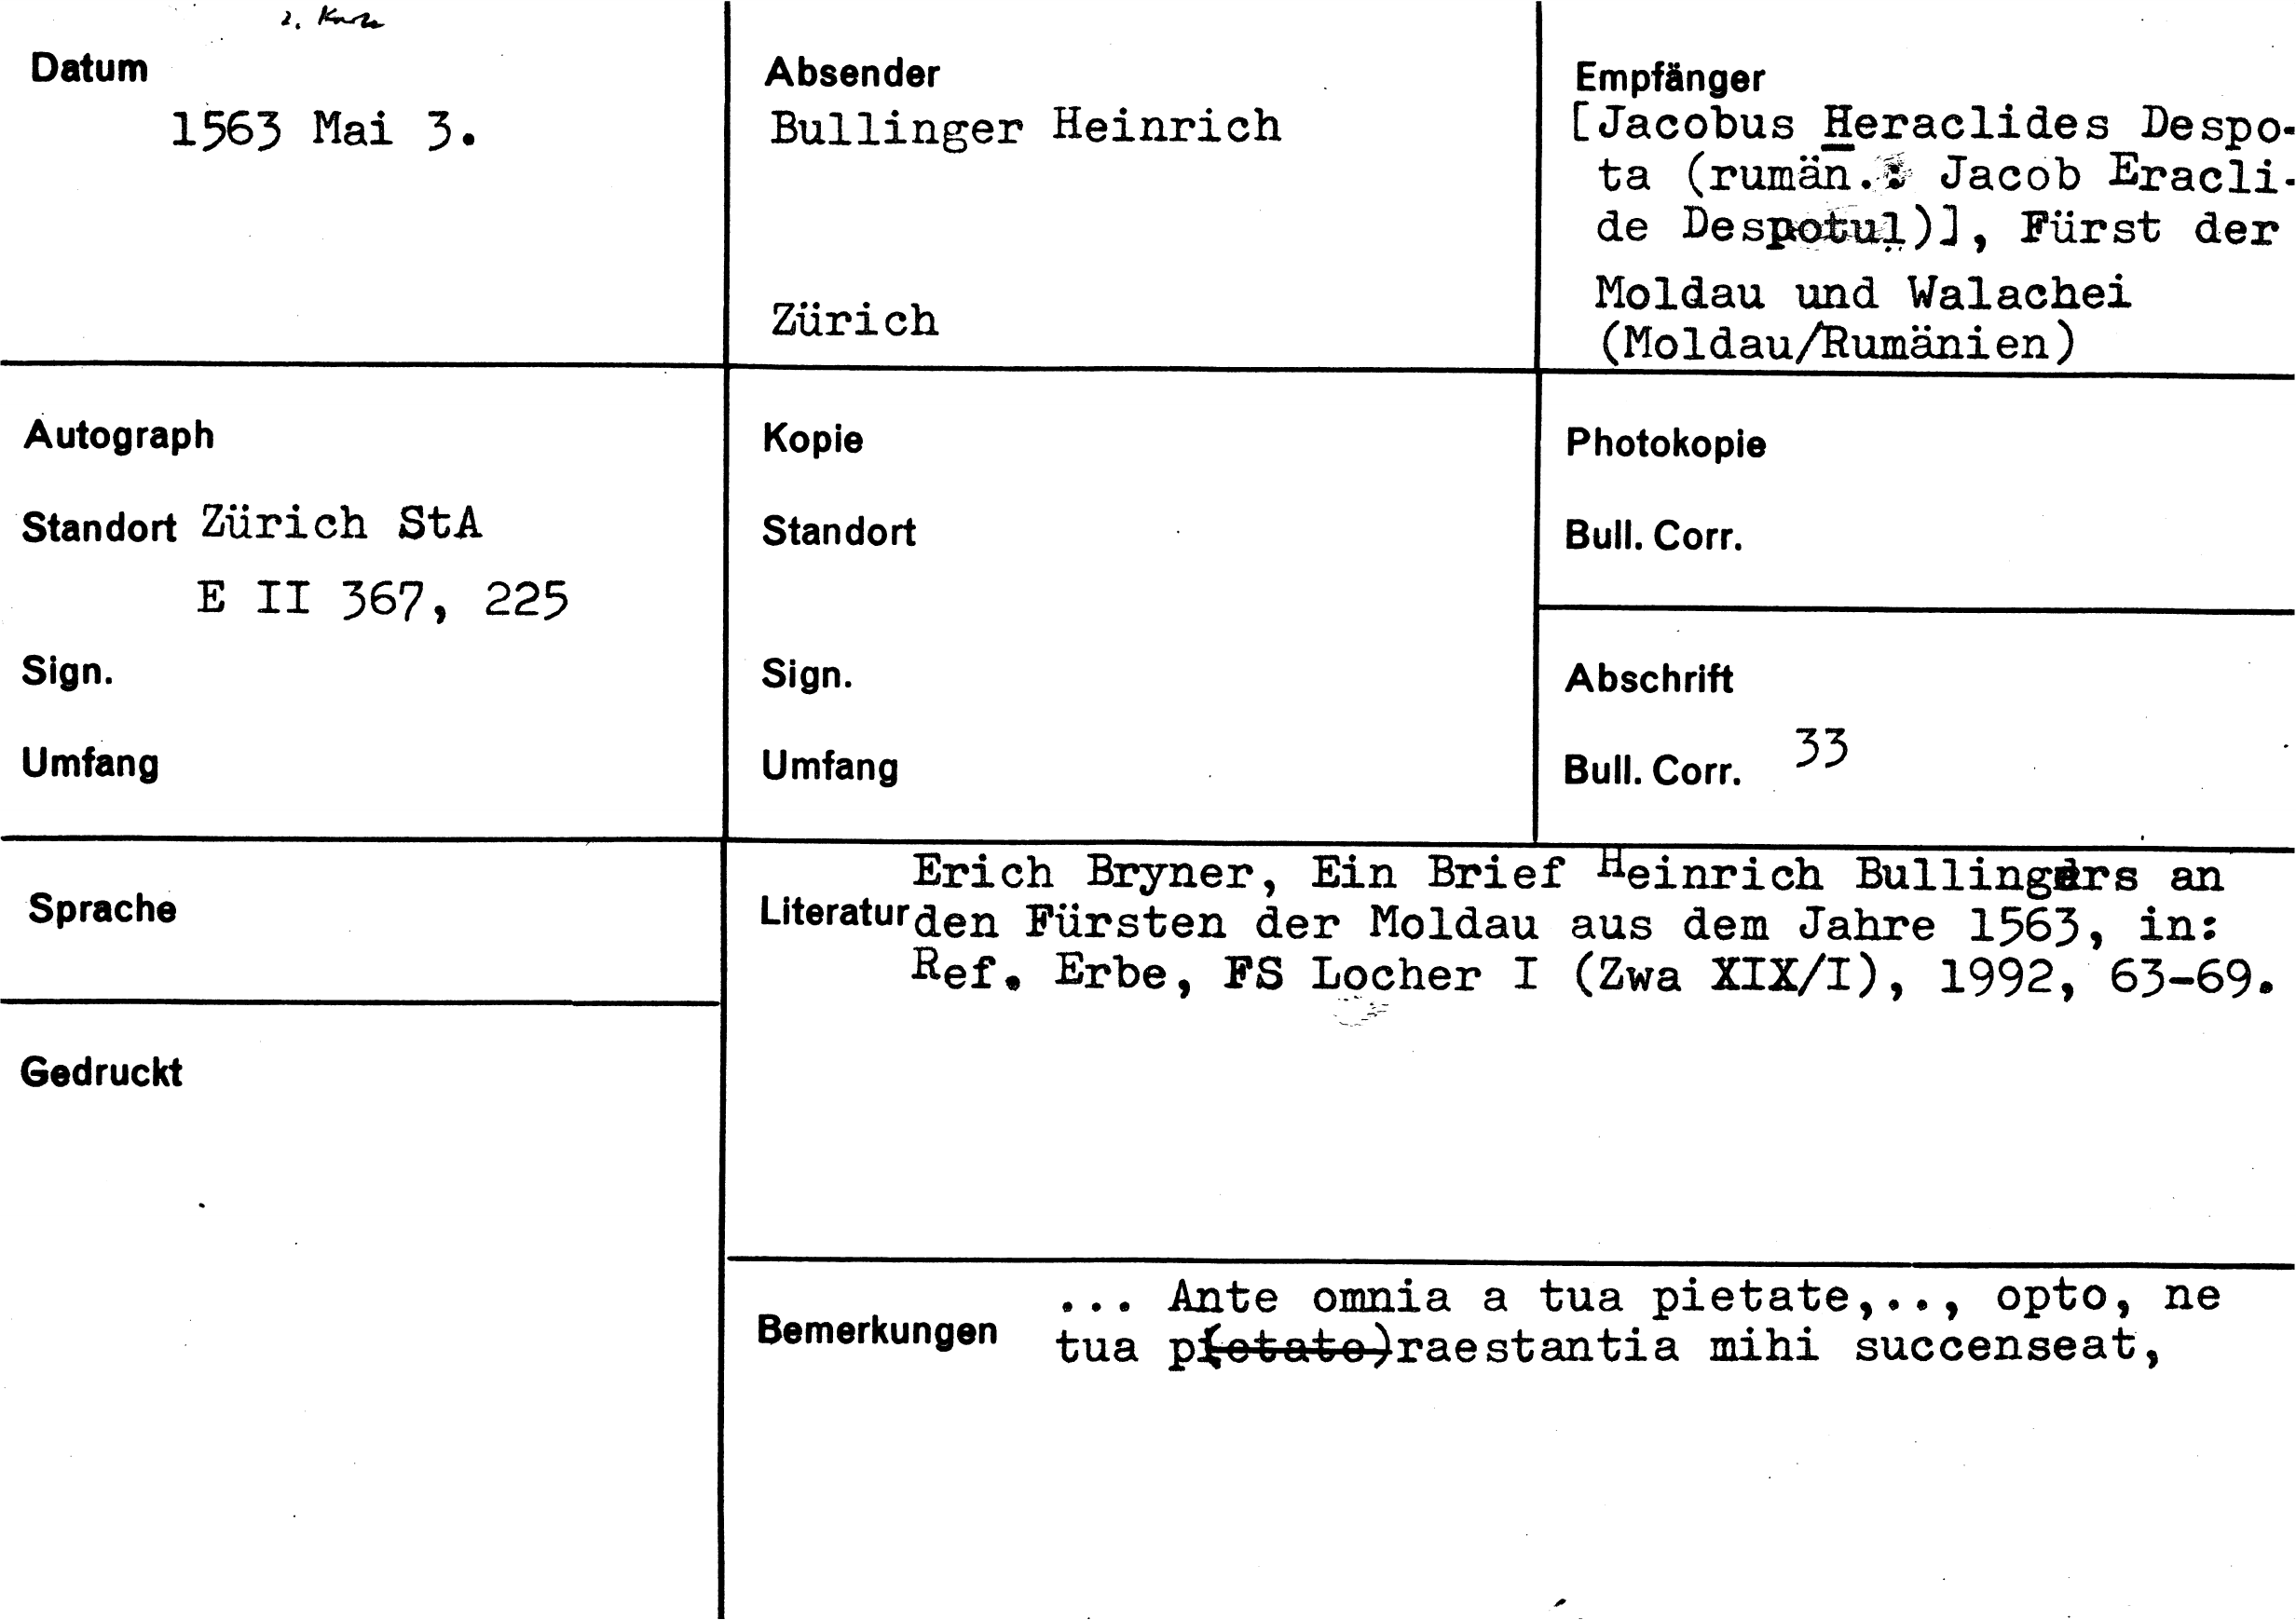 2. Karte
Datum
1563 Mai 3.
Absender
Bullinger Heinrich
Zürich
Empfänger
[Jacobus Heraclides Despo-
ta (rumän.: Jacob Eracli-
de Despotul)], Fürst der
Moldau und Walachei
(Moldau/Rumänien)
Autograph
Standort Zürich StA
E II 367, 225
Sign.
Umfang
Kopie
Standort
Sign.
Umfang
Photokopie
Bull. Corr.
Abschrift
Bull. Corr. 33
Sprache
Gedruckt
Erich Bryner, Ein Brief Heinrich Bullingers an
Literatur den Fürsten der Moldau aus dem Jahre 1563, in:
Ref. Erbe, FS Locher I (Zwa XIX/I), 1992, 63-69.
... Ante omnia a tua pietate,.., opto, ne
Bemerkungen tua p(etate)raestantia mihi succenseat,